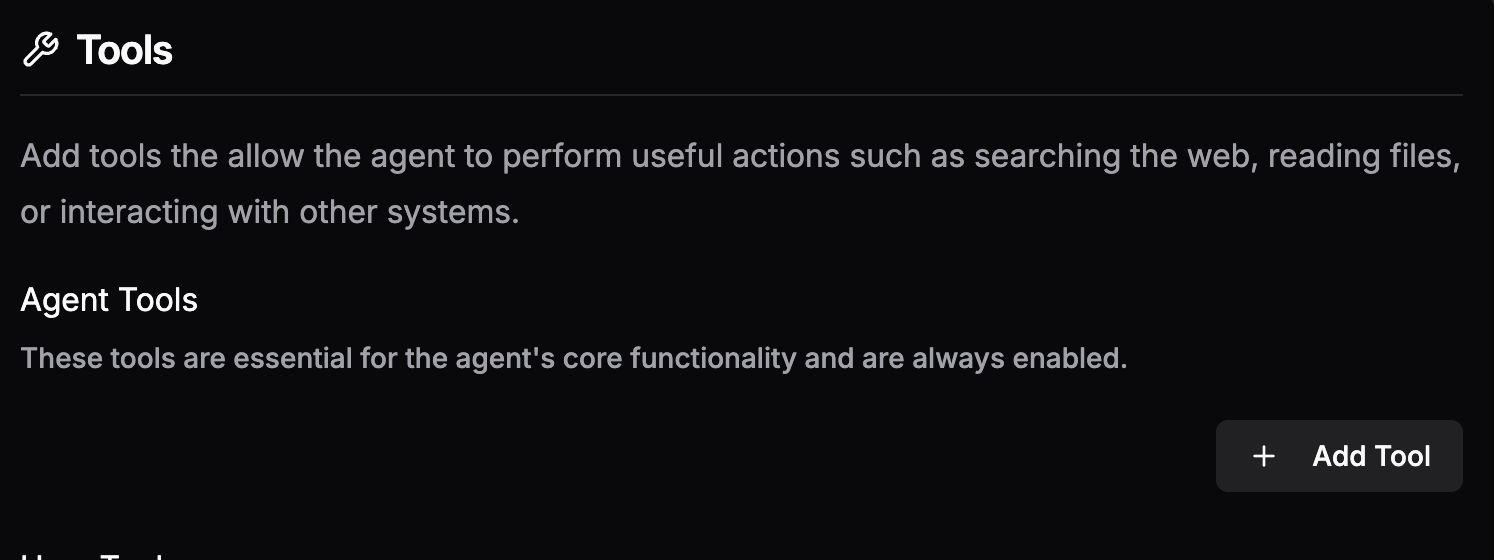 Tools
Add tools the allow the agent to perform useful actions such as searching the web, reading files,
or interacting with other systems.
Agent Tools
These tools are essential for the agent's core functionality and are always enabled.
Add Tool